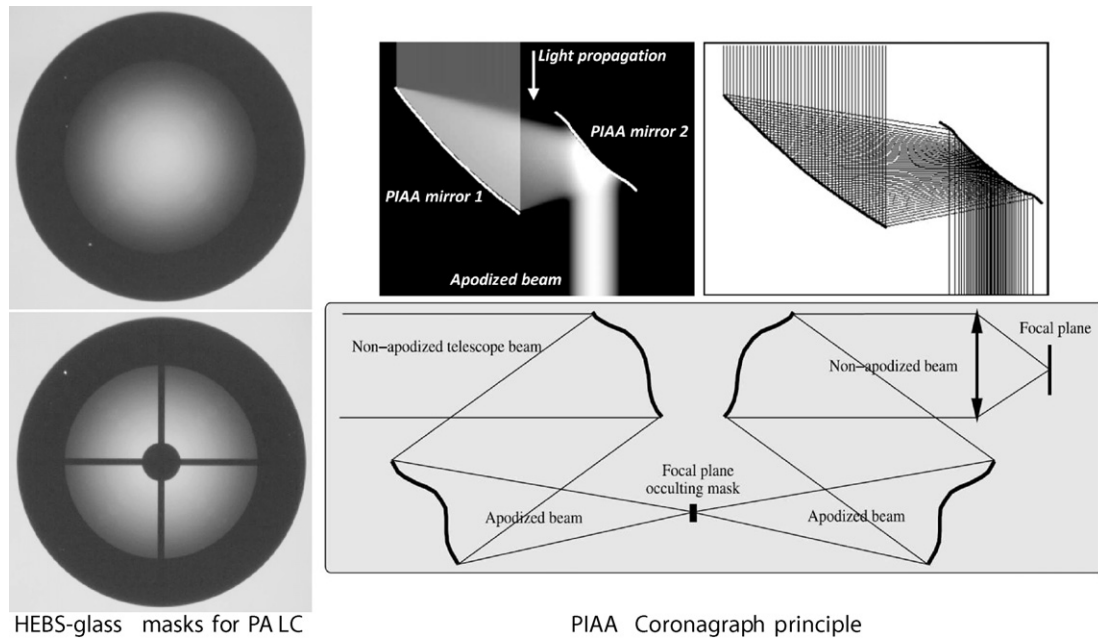 Light propagation
PIAA mirror 2
PIAA mirror 1
Apodized beam
Non-apodized telescope beam
Non-apodized beam
Focal plane
Focal plane
occulting mask
Apodized beam
Apodized beam
HEBS-glass masks for PA LC
PIAA Coronagraph principle